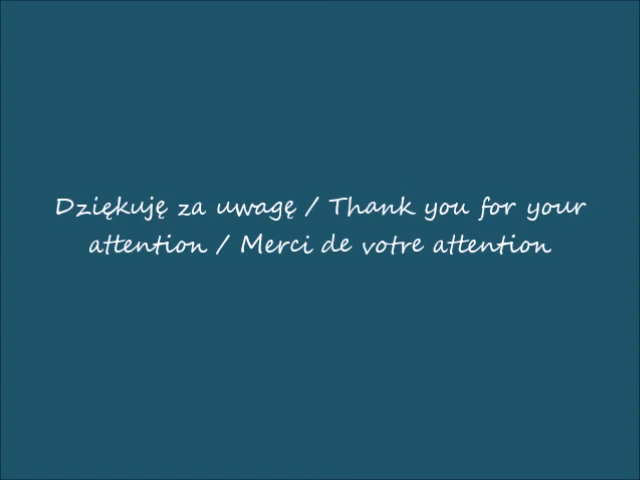 Dziękuję za uwagę / Thank you for your
attention / Merci de votre attention